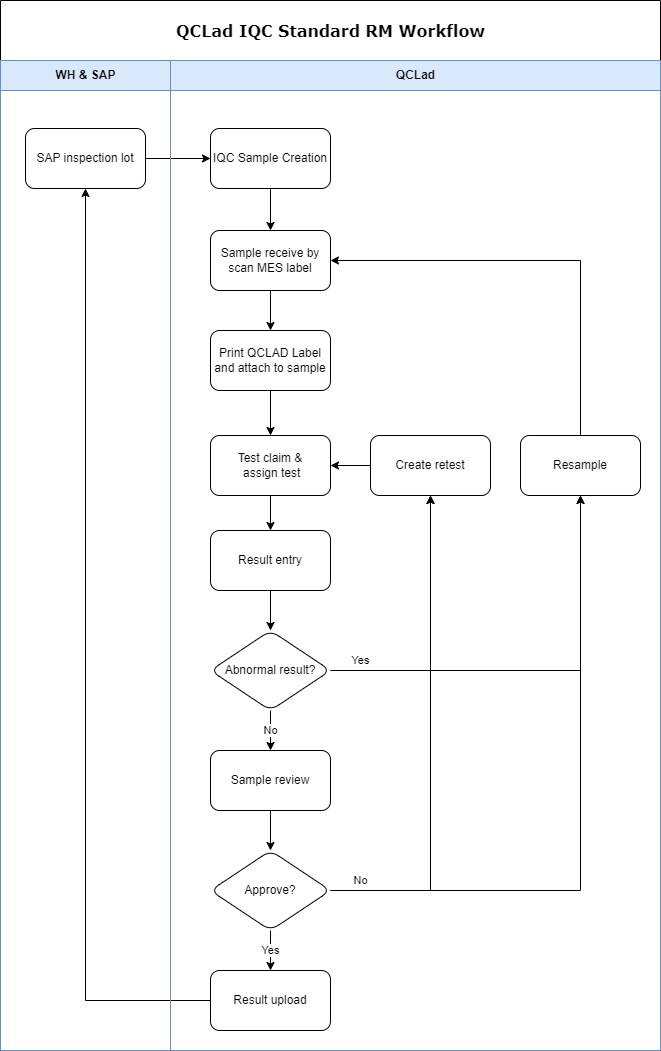 QCLad IQC Standard RM Workflow
WH & SAP
QCLad
SAP inspection lot
IQC Sample Creation
Sample receive by
scan MES label
Print QCLAD Label
and attach to sample
Test claim &
assign test
Create retest
Resample
Result entry
Abnormal result?
Yes
No
Sample review
Approve?
No
Yes
Result upload